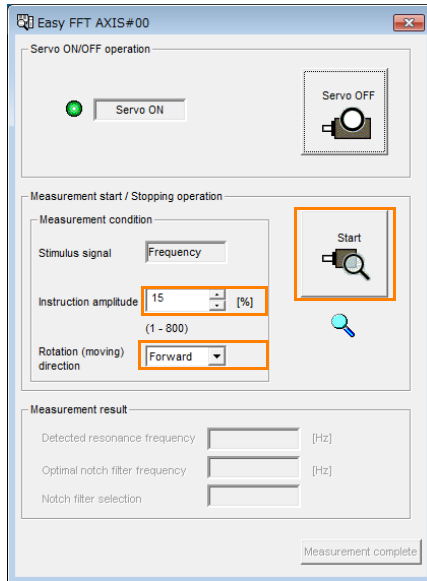 Easy FFT AXIS#00
Servo ON/OFF operation
Servo ON
Servo OFF
Measurement start / Stopping operation
Measurement condition
Stimulus signal
Frequency
Start
Instruction amplitude
15
[%]
(1 - 800)
Rotation (moving)
direction
Forward
Measurement result
Detected resonance frequency
[Hz]
Optimal notch filter frequency
[Hz]
Notch filter selection
Measurement complete